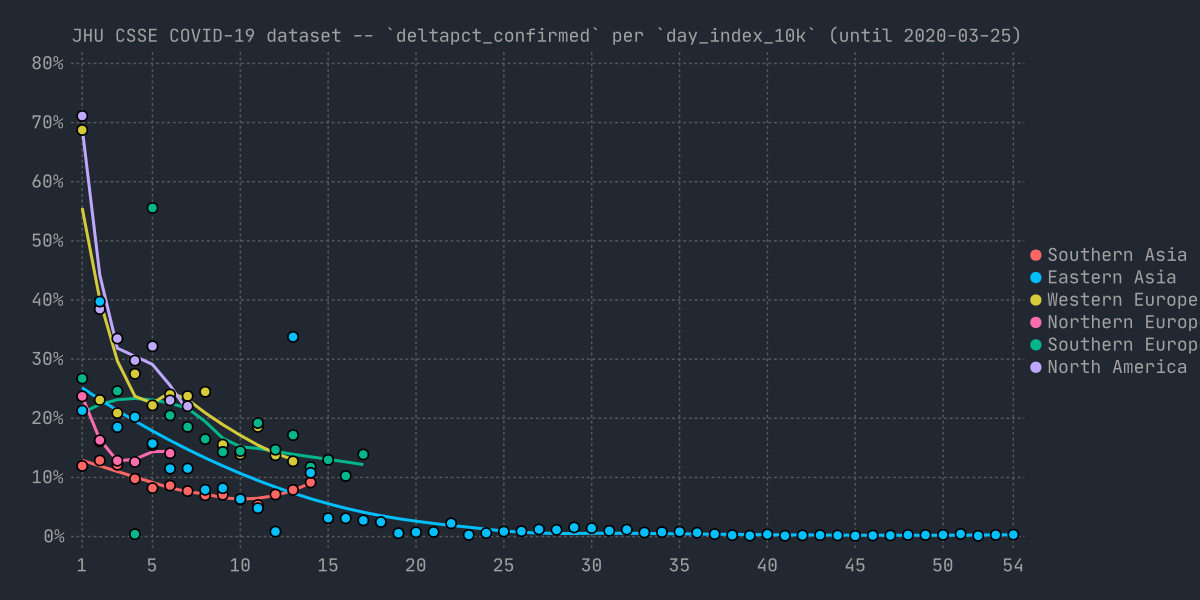 JHU CSSE COVID-19 dataset -- `deltapct_confirmed` per `day_index_10k` (until 2020-03-25)
80%
70%
60%
50%
40%
30%
20%
10%
0%
1 5 10 15 20 25 30 35 40 45 50 54
Southern Asia
Eastern Asia
Western Europe
Northern Europ
Southern Europ
North America